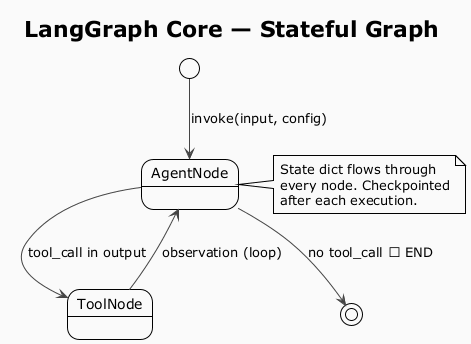 LangGraph Core — Stateful Graph
invoke(input, config)
AgentNode
State dict flows through
every node. Checkpointed
after each execution.
tool_call in output
observation (loop)
no tool_call □ END
ToolNode